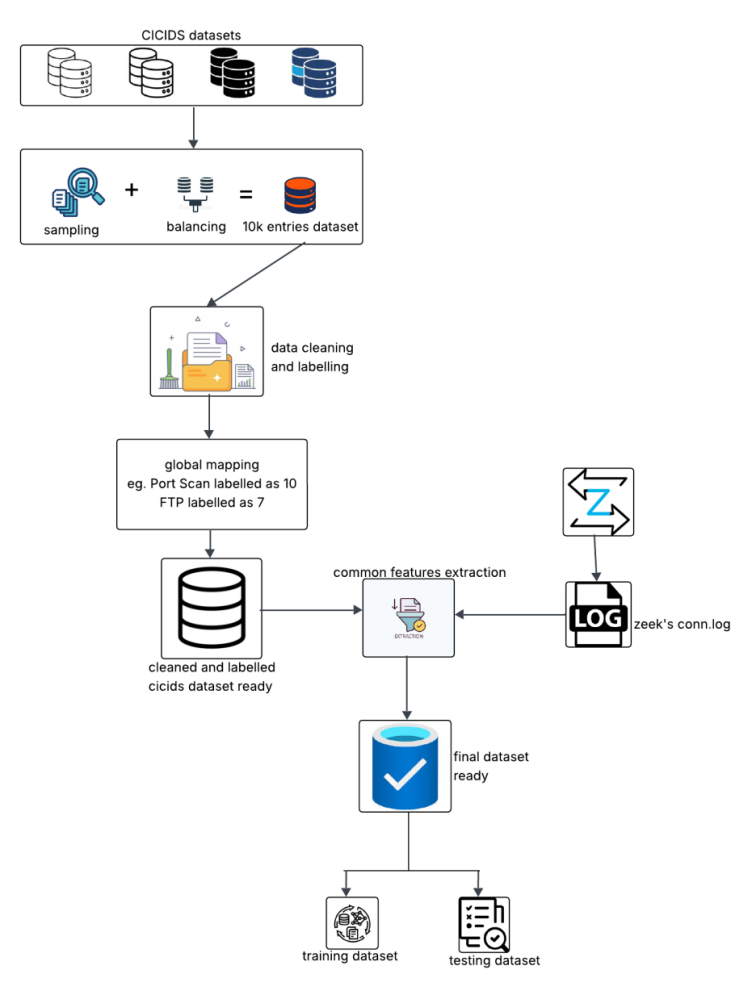 CICIDS datasets
+
=
sampling
balancing
10k entries dataset
data cleaning
and labelling
global mapping
eg. Port Scan labelled as 10
FTP labelled as 7
Z
common features extraction
EXTRACTION
LOG
zeek's conn.log
cleaned and labelled
cicids dataset ready
final dataset
ready
training dataset
testing dataset